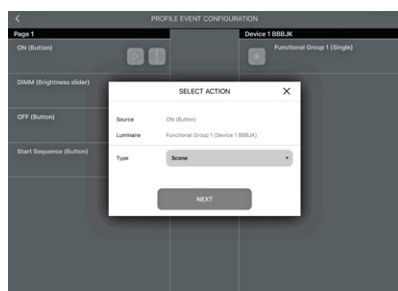 PROFILE EVENT CONFIGURATION
Page 1
Device 1 BBBJK
ON (Button)
Functional Group 1 (Single)
DIMM (Brightness slider)
OFF (Button)
Start Sequence (Button)
SELECT ACTION
Source
ON (Button)
Luminaire
Functional Group 1 (Device 1 BBBJK)
Type
Scene
NEXT